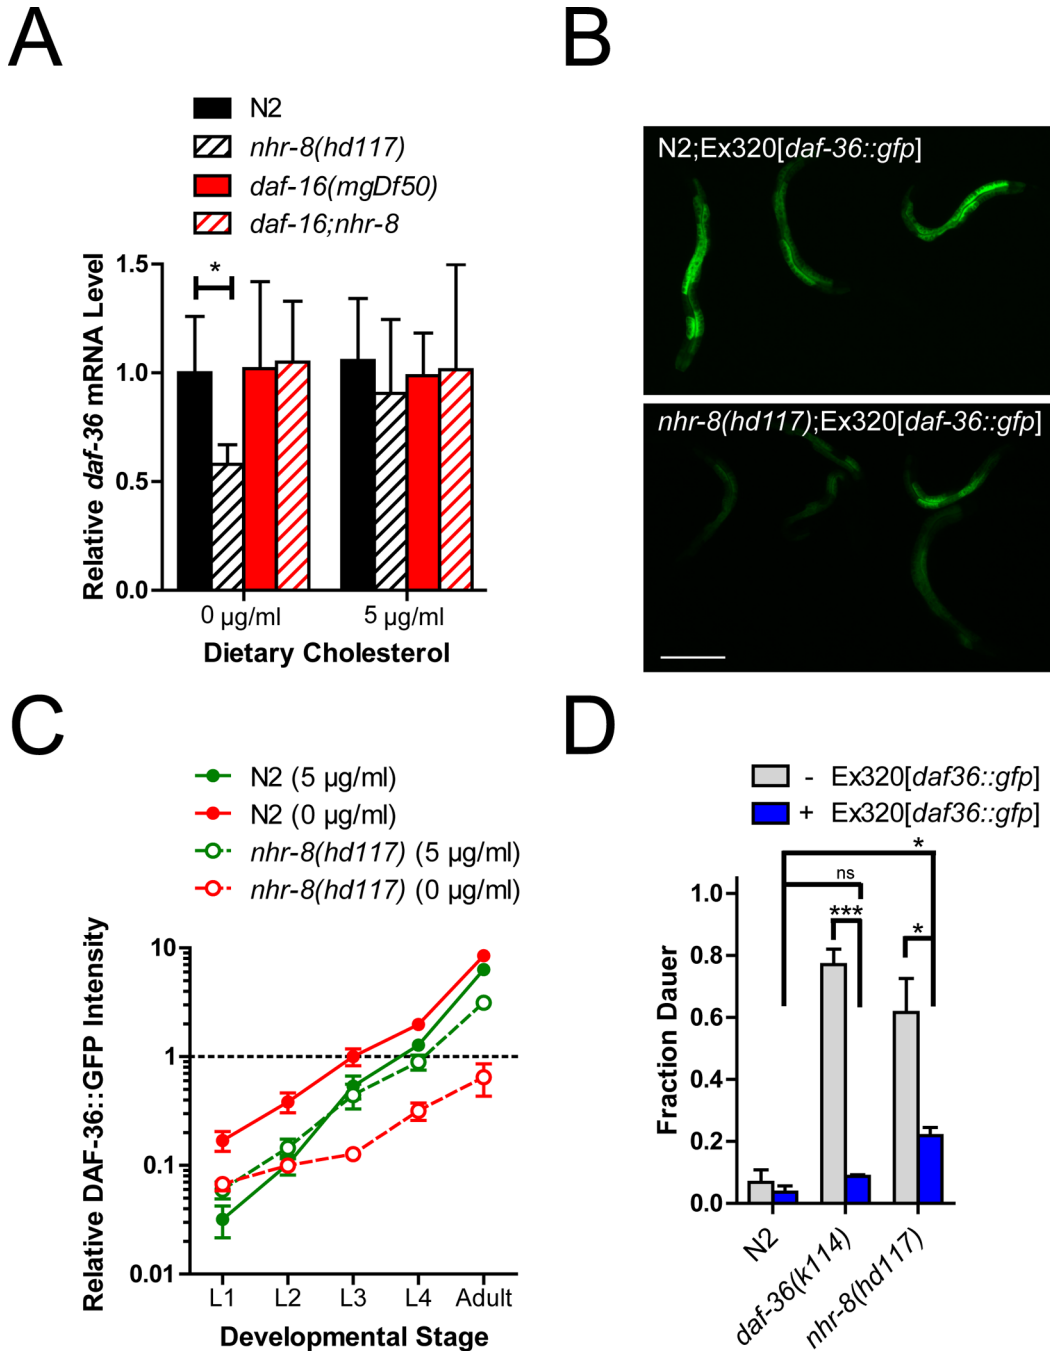 A
N2
nhr-8(hd117)
daf-16(mgDf50)
daf-16;nhr-8
Relative daf-36 mRNA Level
1.5
1.0
0.5
0.0
*
0 µg/ml
5 µg/ml
Dietary Cholesterol
B
N2;Ex320[daf-36::gfp]
nhr-8(hd117);Ex320[daf-36::gfp]
C
N2 (5 µg/ml)
N2 (0 µg/ml)
nhr-8(hd117) (5 µg/ml)
nhr-8(hd117) (0 µg/ml)
Relative DAF-36::GFP Intensity
10
1
0.1
0.01
L1
L2
L3
L4
Adult
Developmental Stage
D
- Ex320[daf36::gfp]
+ Ex320[daf36::gfp]
Fraction Dauer
1.0
0.8
0.6
0.4
0.2
0.0
*
ns
***
*
N2
daf-36(k114)
nhr-8(hd117)